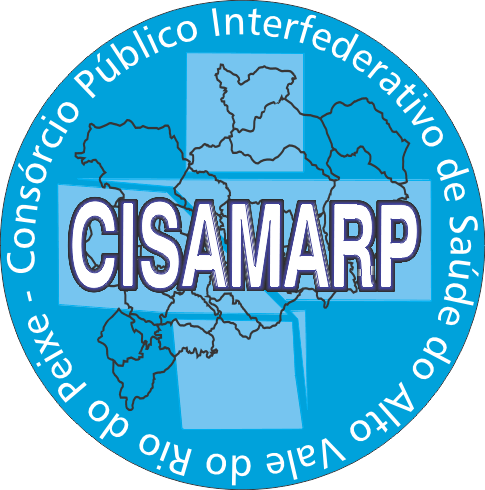 Consórcio Público Interfederativo de Saúde do Alto Vale do Rio do Peixe -
CISAMARP